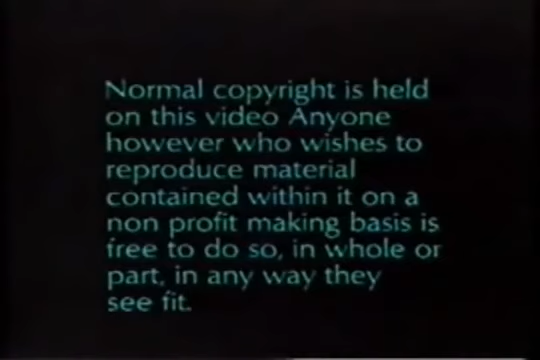 Normal copyright is held
on this video Anyone
however who wishes to
reproduce material
contained within it on a
non profit making basis is
free to do so, in whole or
part, in any way they
see fit.